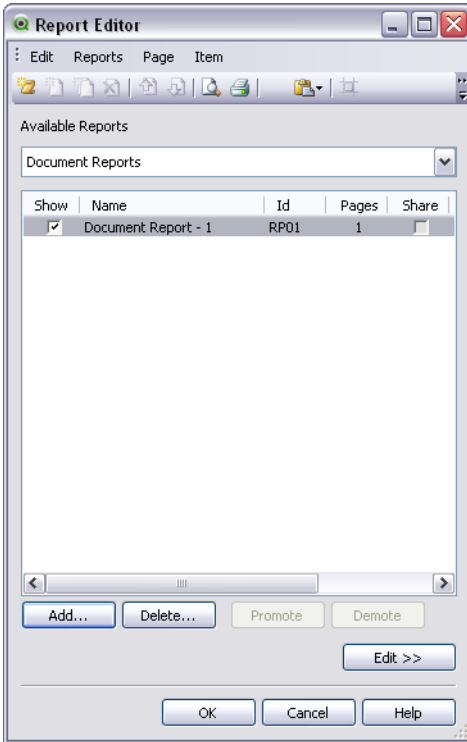 Report Editor
Edit Reports Page Item
Available Reports
Document Reports
Show Name Id Pages Share
Document Report - 1 RP01 1
Add... Delete... Promote Demote
Edit >>
OK Cancel Help